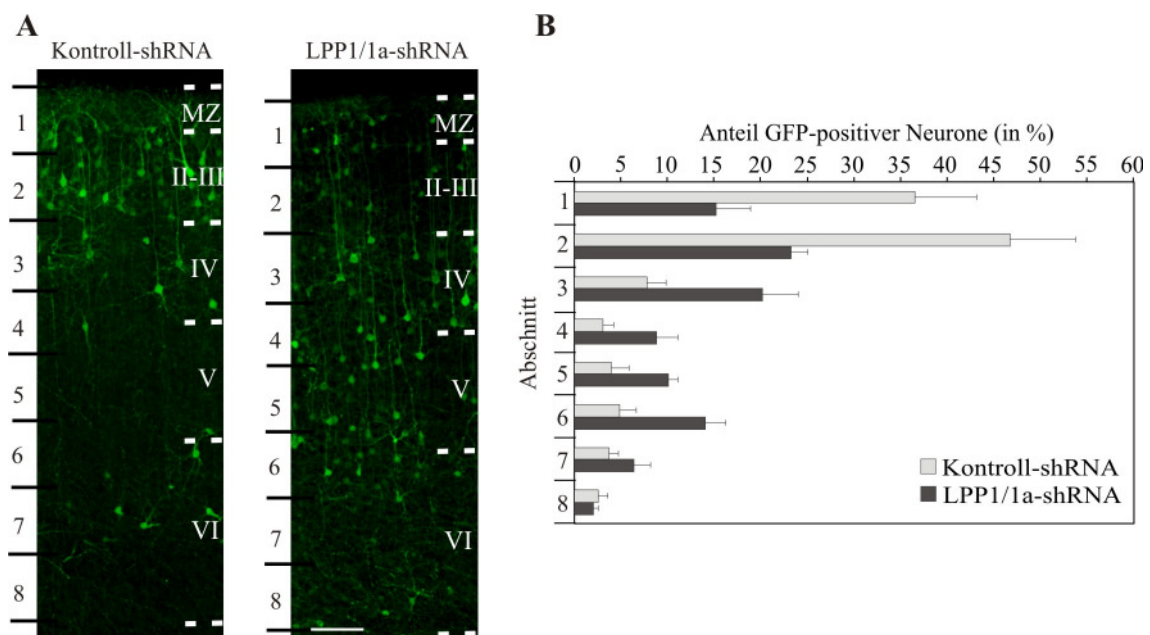 A
Kontroll-shRNA
LPP1/1a-shRNA
1
2
3
4
5
6
7
8
MZ
II-III
IV
V
VI
1
2
3
4
5
6
7
8
MZ
II-III
IV
V
VI
B
Anteil GFP-positiver Neurone (in %)
0 5 10 15 20 25 30 35 40 45 50 55 60
Abschnitt
1
2
3
4
5
6
7
8
Kontroll-shRNA
LPP1/1a-shRNA